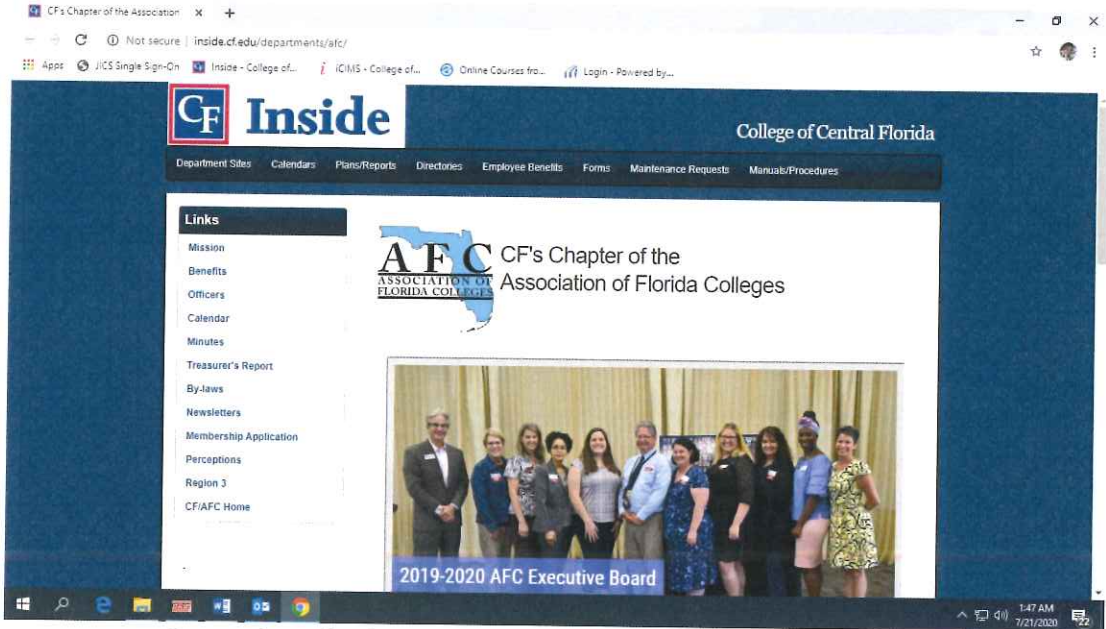 CF's Chapter of the Association
Not secure | inside.cf.edu/departments/afc/
Apps JICS Single Sign-On Inside - College of... iCIMS - College of... Online Courses fro... Login - Powered by...
CF Inside
College of Central Florida
Department Sites Calendars Plans/Reports Directories Employee Benefits Forms Maintenance Requests Manuals/Procedures
Links
Mission
Benefits
Officers
Calendar
Minutes
Treasurer's Report
By-laws
Newsletters
Membership Application
Perceptions
Region 3
CF/AFC Home
AFC
ASSOCIATION OF
FLORIDA COLLEGES
CF's Chapter of the
Association of Florida Colleges
2019-2020 AFC Executive Board
1:47 AM
7/21/2020
22